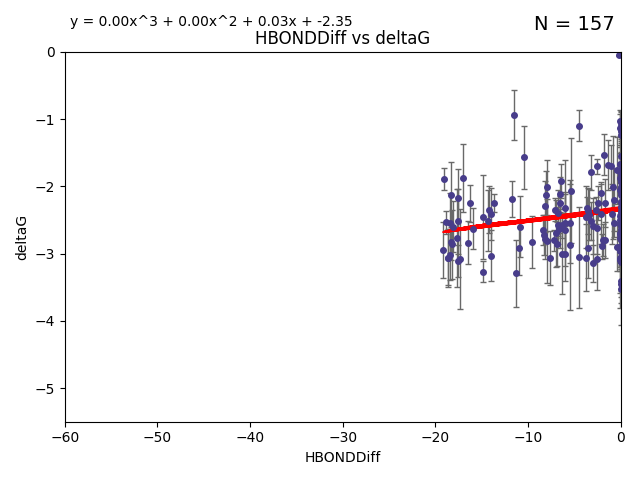 y = 0.00x^3 + 0.00x^2 + 0.03x + -2.35
N = 157
HBONDDiff vs deltaG
0
−1
−2
−3
−4
−5
deltaG
−60
−50
−40
−30
−20
−10
0
HBONDDiff